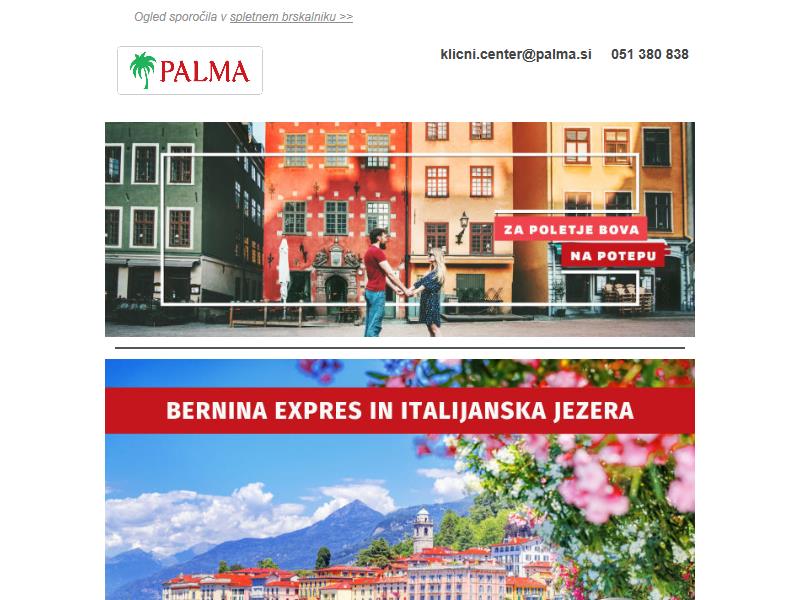 Ogled sporočila v spletnem brskalniku >>
klicni.center@palma.si 051 380 838
PALMA
ZA POLETJE BOVA
NA POTEPU
BERNINA EXPRES IN ITALIJANSKA JEZERA